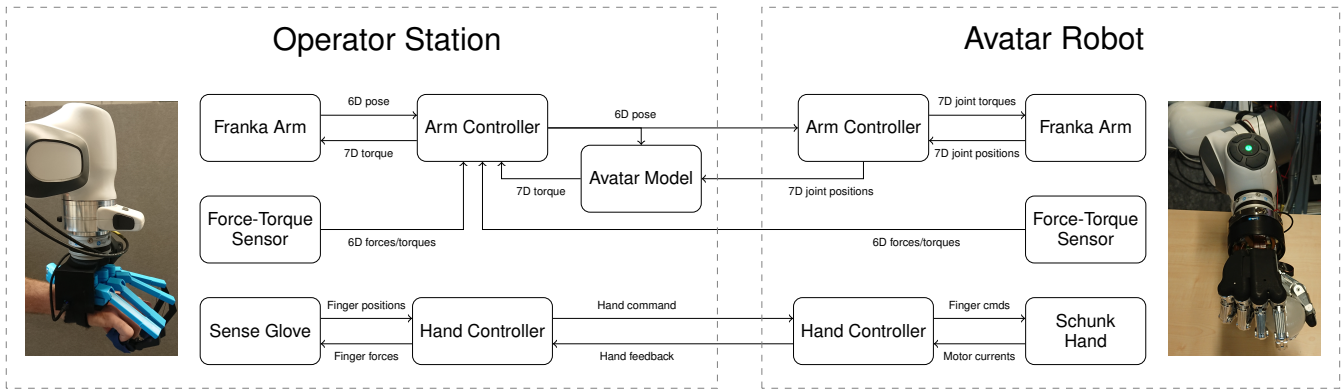 Operator Station
Avatar Robot
Franka Arm
6D pose
7D torque
Arm Controller
6D pose
Arm Controller
7D joint torques
7D joint positions
Franka Arm
7D torque
Avatar Model
7D joint positions
Force-Torque
Sensor
6D forces/torques
6D forces/torques
Force-Torque
Sensor
Sense Glove
Finger positions
Finger forces
Hand Controller
Hand command
Hand feedback
Hand Controller
Finger cmds
Motor currents
Schunk
Hand